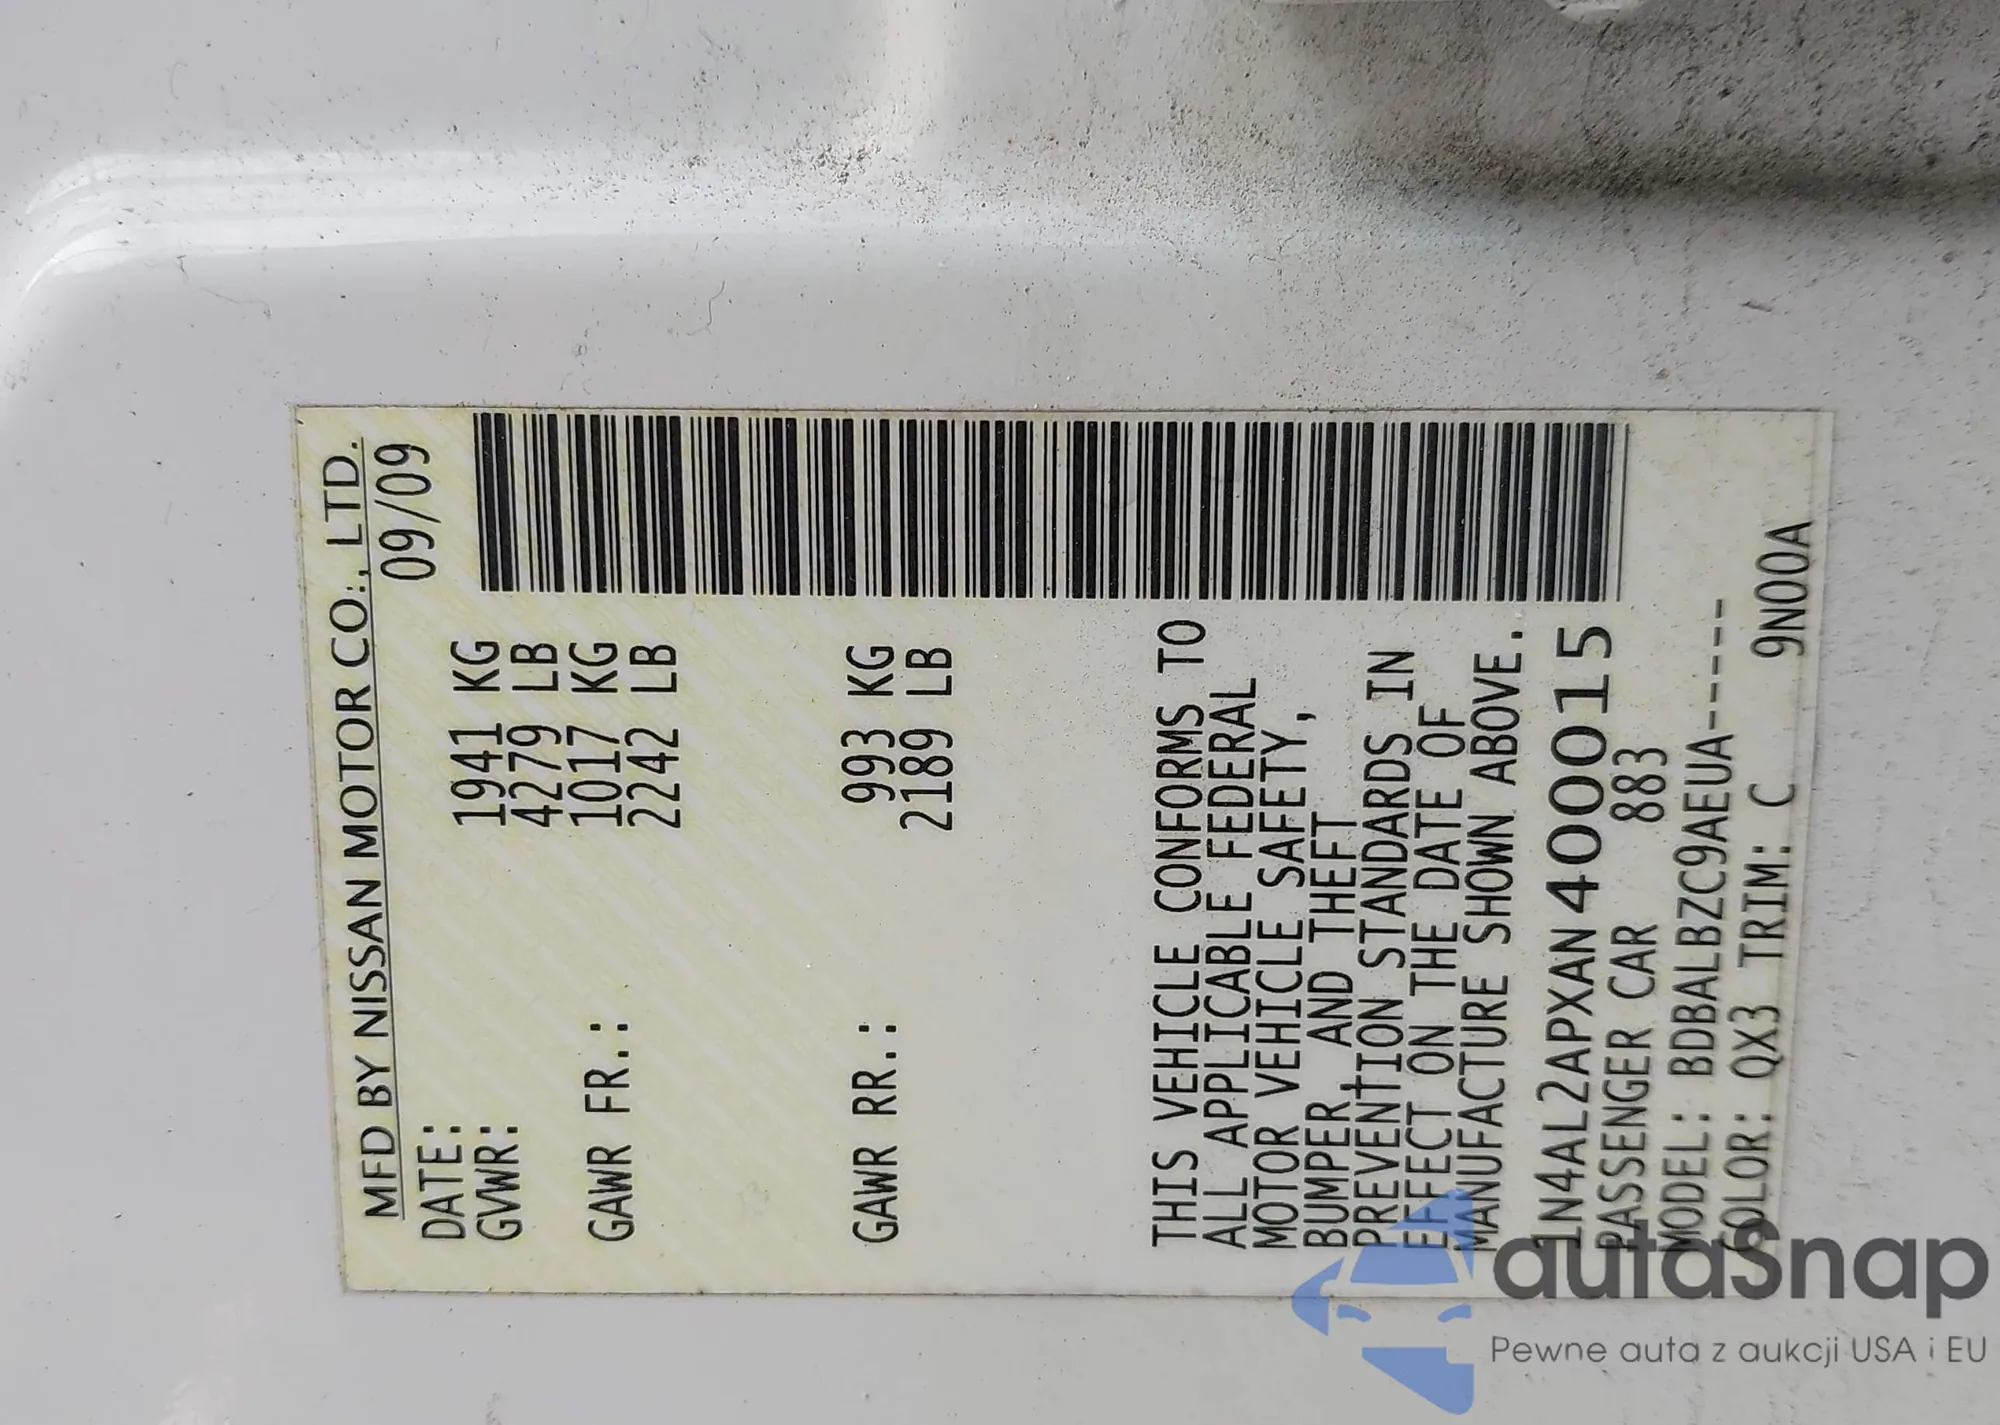 MFD BY NISSAN MOTOR CO., LTD.
DATE: 09/09
GVWR: 1941 KG
4279 LB
GAWR FR.: 1017 KG
2242 LB
GAWR RR.: 993 KG
2189 LB
THIS VEHICLE CONFORMS TO
ALL APPLICABLE FEDERAL
MOTOR VEHICLE SAFETY,
BUMPER, AND THEFT
PREVENTION STANDARDS IN
EFFECT ON THE DATE OF
MANUFACTURE SHOWN ABOVE.
1N4AL2APXAN400015
PASSENGER CAR 883
MODEL: BDBALBZC9AEUA-----
COLOR: QX3 TRIM: C 9N00A
autaSnap
Pewne auta z aukcji USA i EU